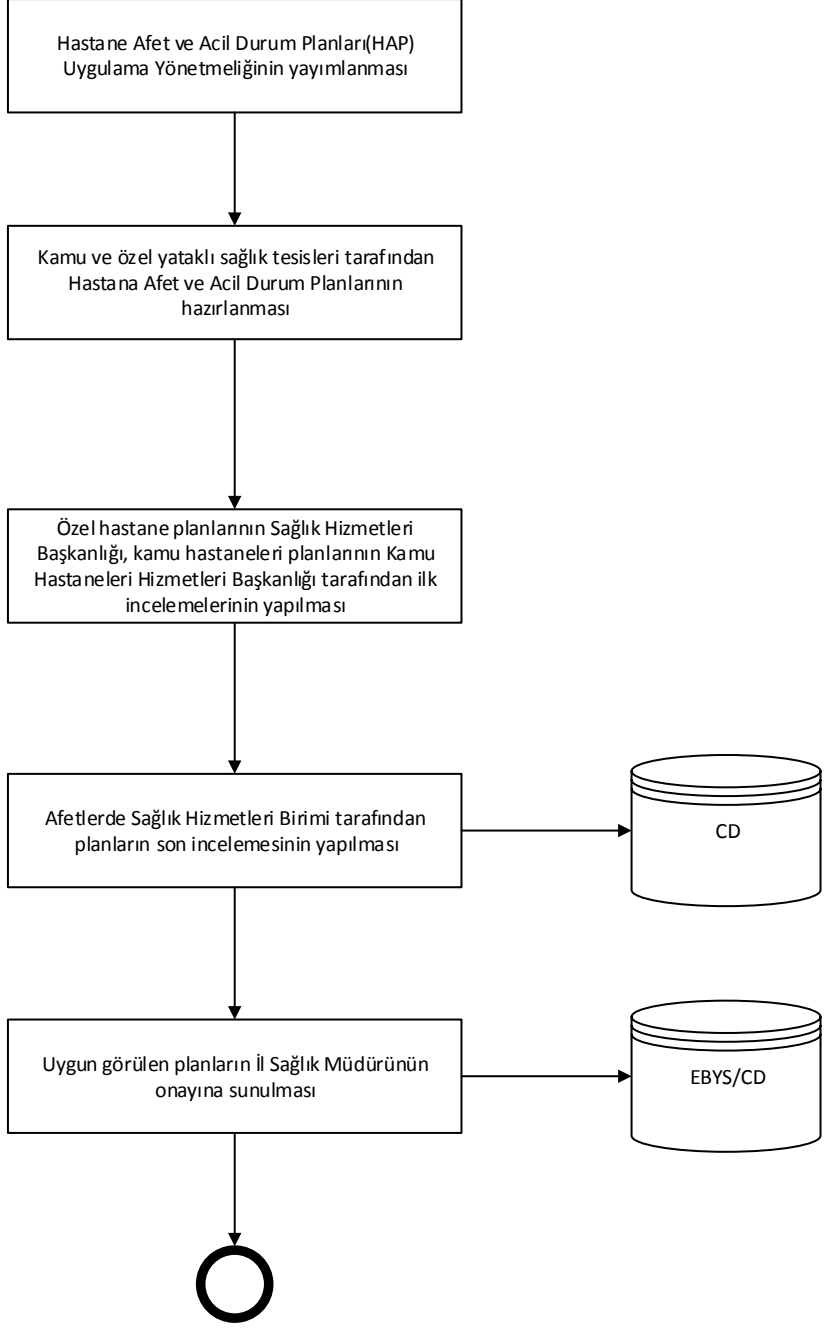 Hastane Afet ve Acil Durum Planları(HAP)
Uygulama Yönetmeliğinin yayımlanması
Kamu ve özel yataklı sağlık tesisleri tarafından
Hastana Afet ve Acil Durum Planlarının
hazırlanması
Özel hastane planlarının Sağlık Hizmetleri
Başkanlığı, kamu hastaneleri planlarının Kamu
Hastaneleri Hizmetleri Başkanlığı tarafından ilk
incelemelerinin yapılması
Afetlerde Sağlık Hizmetleri Birimi tarafından
planların son incelemesinin yapılması
CD
Uygun görülen planların İl Sağlık Müdürünün
onayına sunulması
EBYS/CD